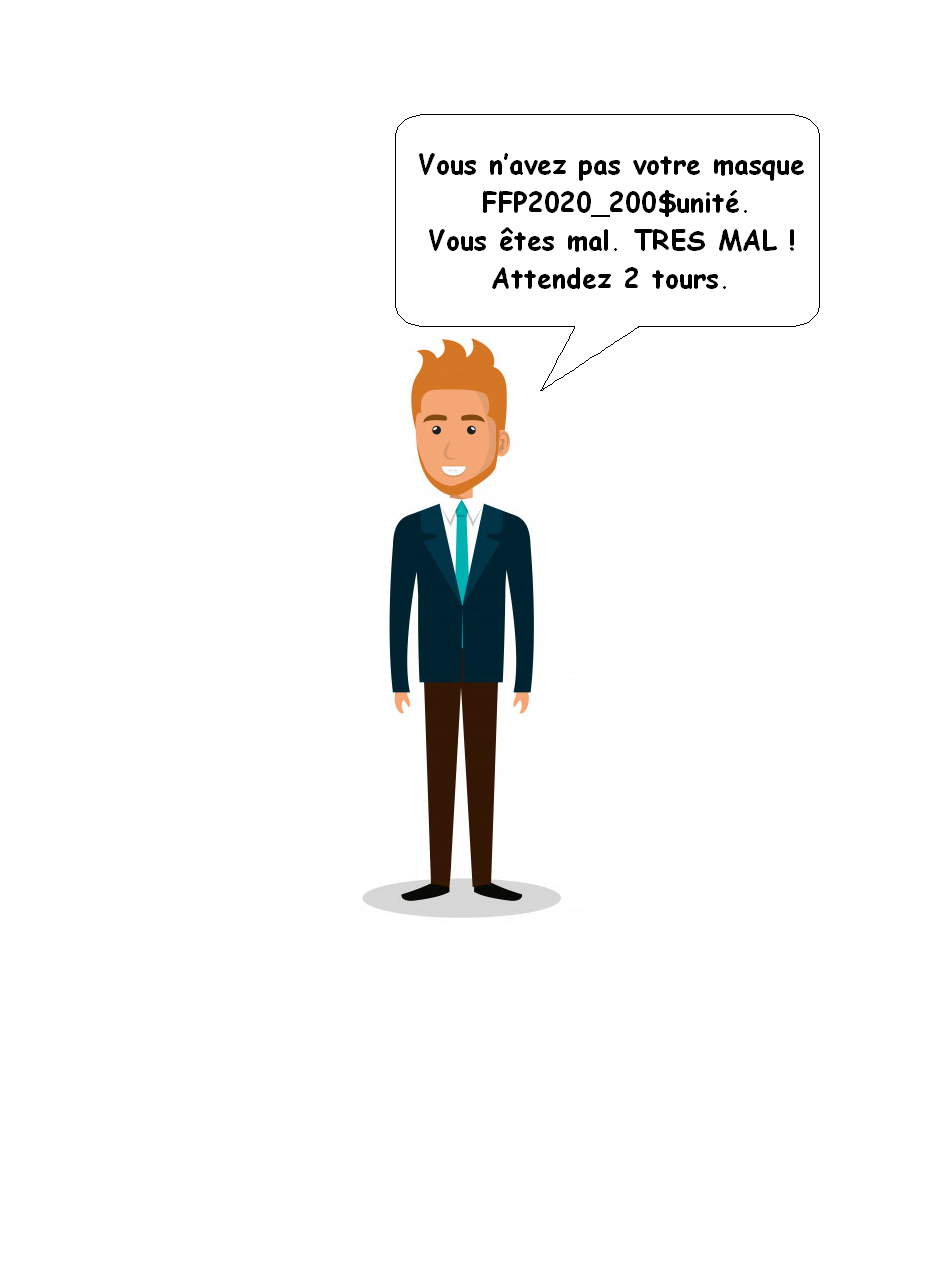 Vous n'avez pas votre masque
FFP2020_200$unité.
Vous êtes mal. TRES MAL !
Attendez 2 tours.